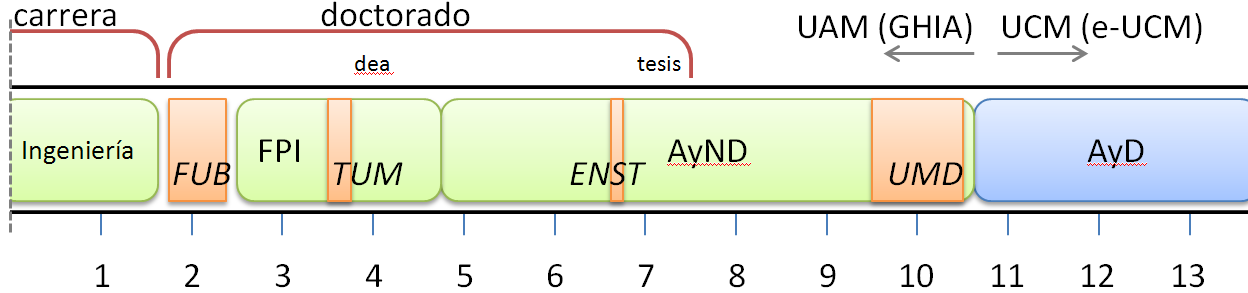 carrera doctorado UAM (GHIA) UCM (e-UCM)
dea tesis
Ingeniería FUB FPI TUM ENST AyND UMD AyD
1 2 3 4 5 6 7 8 9 10 11 12 13